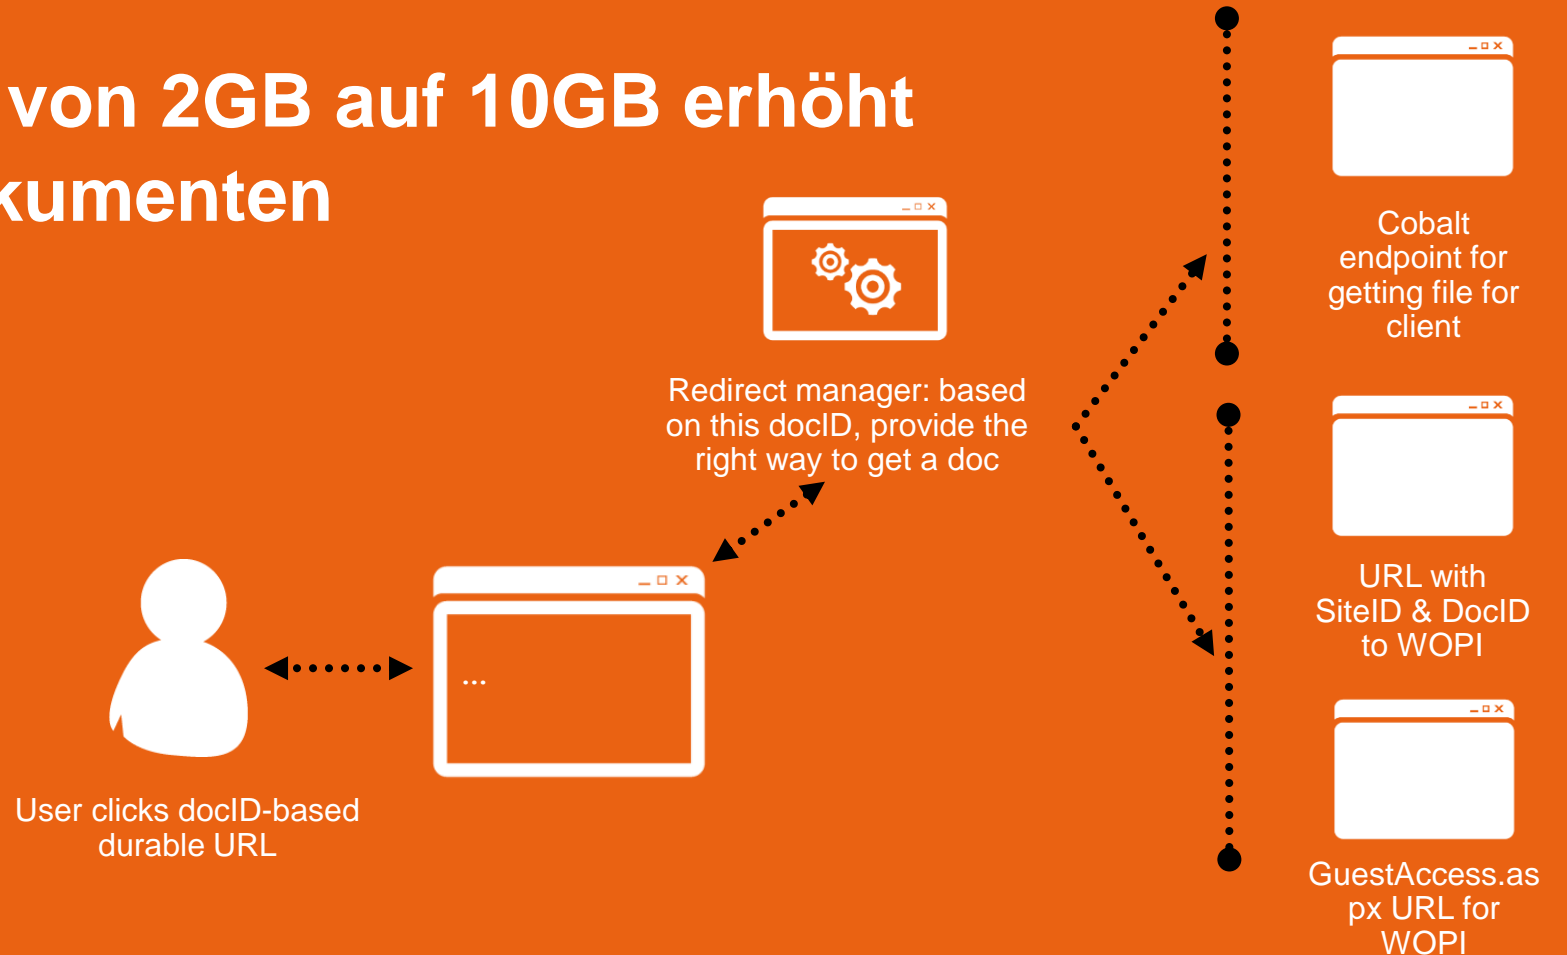 von 2GB auf 10GB erhöht
kumenten
Redirect manager: based
on this docID, provide the
right way to get a doc
...
User clicks docID-based
durable URL
Cobalt
endpoint for
getting file for
client
URL with
SiteID & DocID
to WOPI
GuestAccess.as
px URL for
WOPI